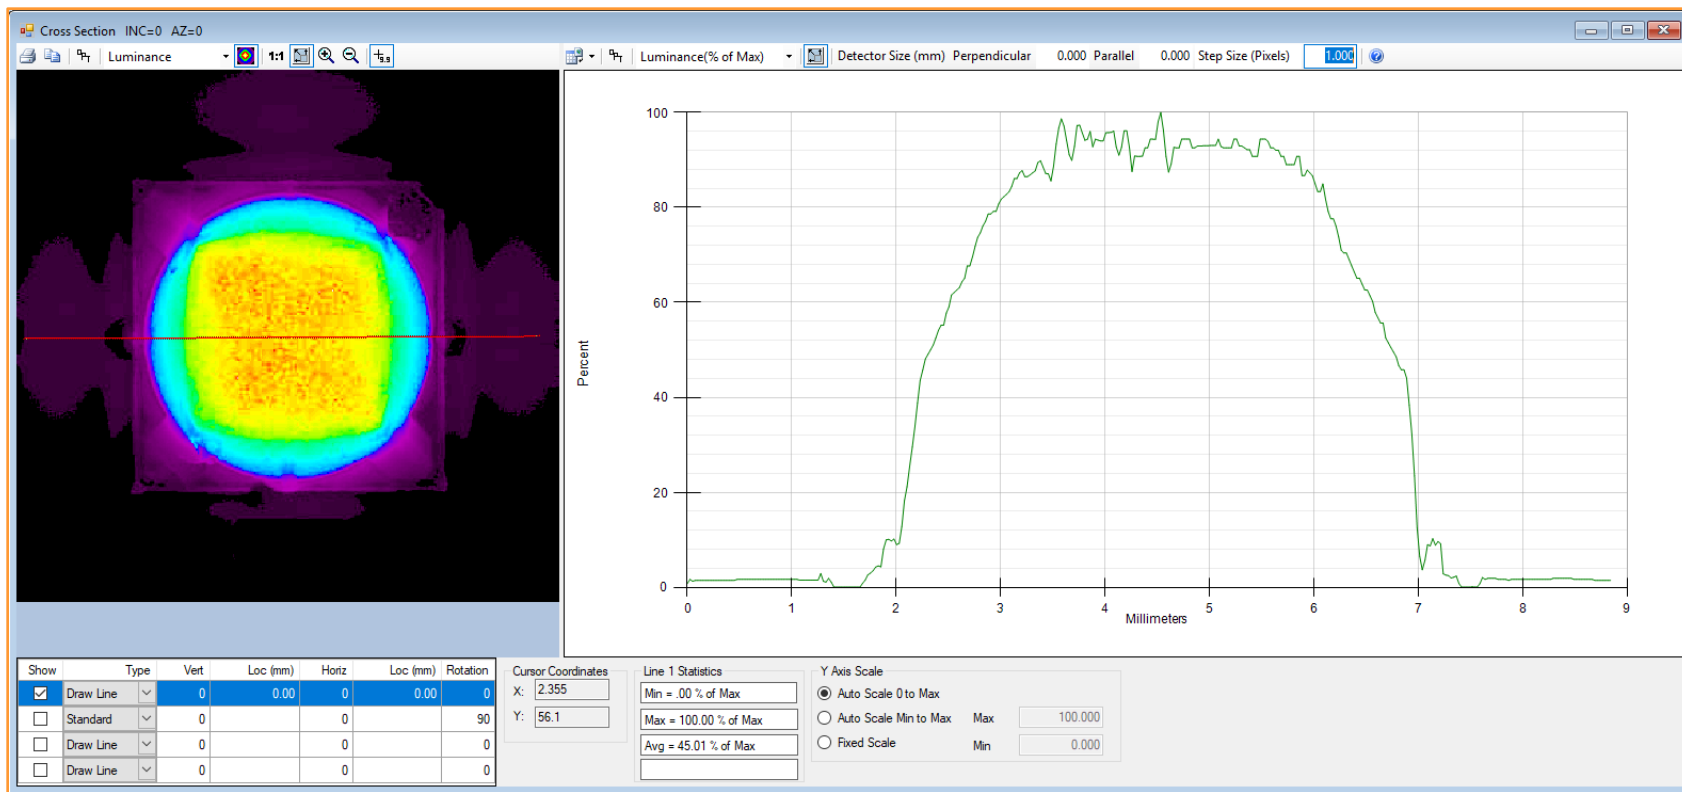 Cross Section INC=0 AZ=0
Luminance 1:1
Luminance(% of Max) Detector Size (mm) Perpendicular 0.000 Parallel 0.000 Step Size (Pixels) 1.000
100
80
60
40
20
0
Percent
0 1 2 3 4 5 6 7 8 9
Millimeters
Show Type Vert Loc (mm) Horiz Loc (mm) Rotation
Draw Line 0 0.00 0 0.00 0
Standard 0 0 90
Draw Line 0 0 0
Draw Line 0 0 0
Cursor Coordinates
X: 2.355
Y: 56.1
Line 1 Statistics
Min = .00 % of Max
Max = 100.00 % of Max
Avg = 45.01 % of Max
Y Axis Scale
Auto Scale 0 to Max
Auto Scale Min to Max Max 100.000
Fixed Scale Min 0.000